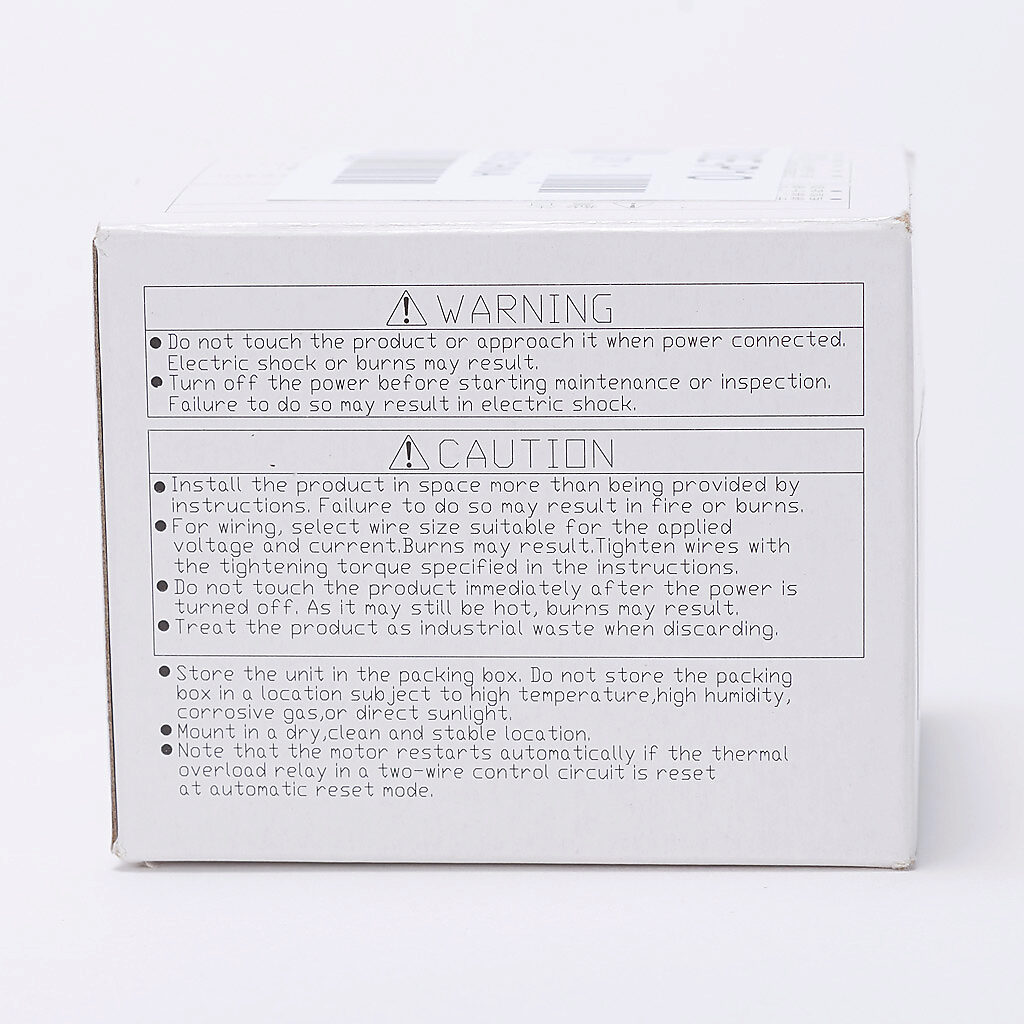 WARNING
Do not touch the product or approach it when power connected.
Electric shock or burns may result.
Turn off the power before starting maintenance or inspection.
Failure to do so may result in electric shock.
CAUTION
Install the product in space more than being provided by
instructions. Failure to do so may result in fire or burns.
For wiring, select wire size suitable for the applied
voltage and current.Burns may result.Tighten wires with
the tightening torque specified in the instructions.
Do not touch the product immediately after the power is
turned off. As it may still be hot, burns may result.
Treat the product as industrial waste when discarding.
Store the unit in the packing box. Do not store the packing
box in a location subject to high temperature,high humidity,
corrosive gas,or direct sunlight.
Mount in a dry,clean and stable location.
Note that the motor restarts automatically if the thermal
overload relay in a two-wire control circuit is reset
at automatic reset mode.